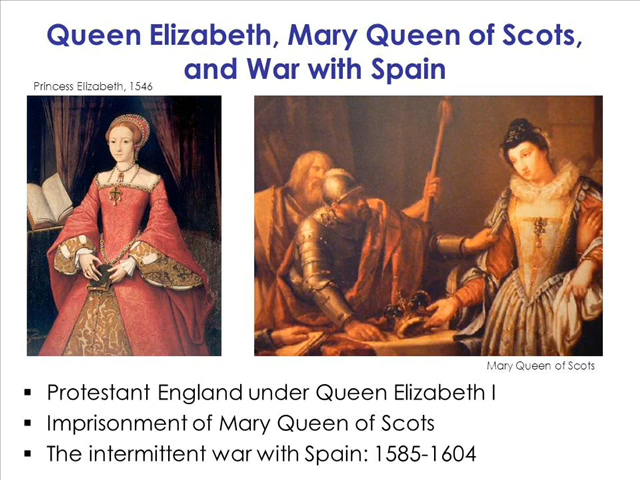 Queen Elizabeth, Mary Queen of Scots,
and War with Spain
Princess Elizabeth, 1546
Mary Queen of Scots
▪ Protestant England under Queen Elizabeth I
▪ Imprisonment of Mary Queen of Scots
▪ The intermittent war with Spain: 1585-1604